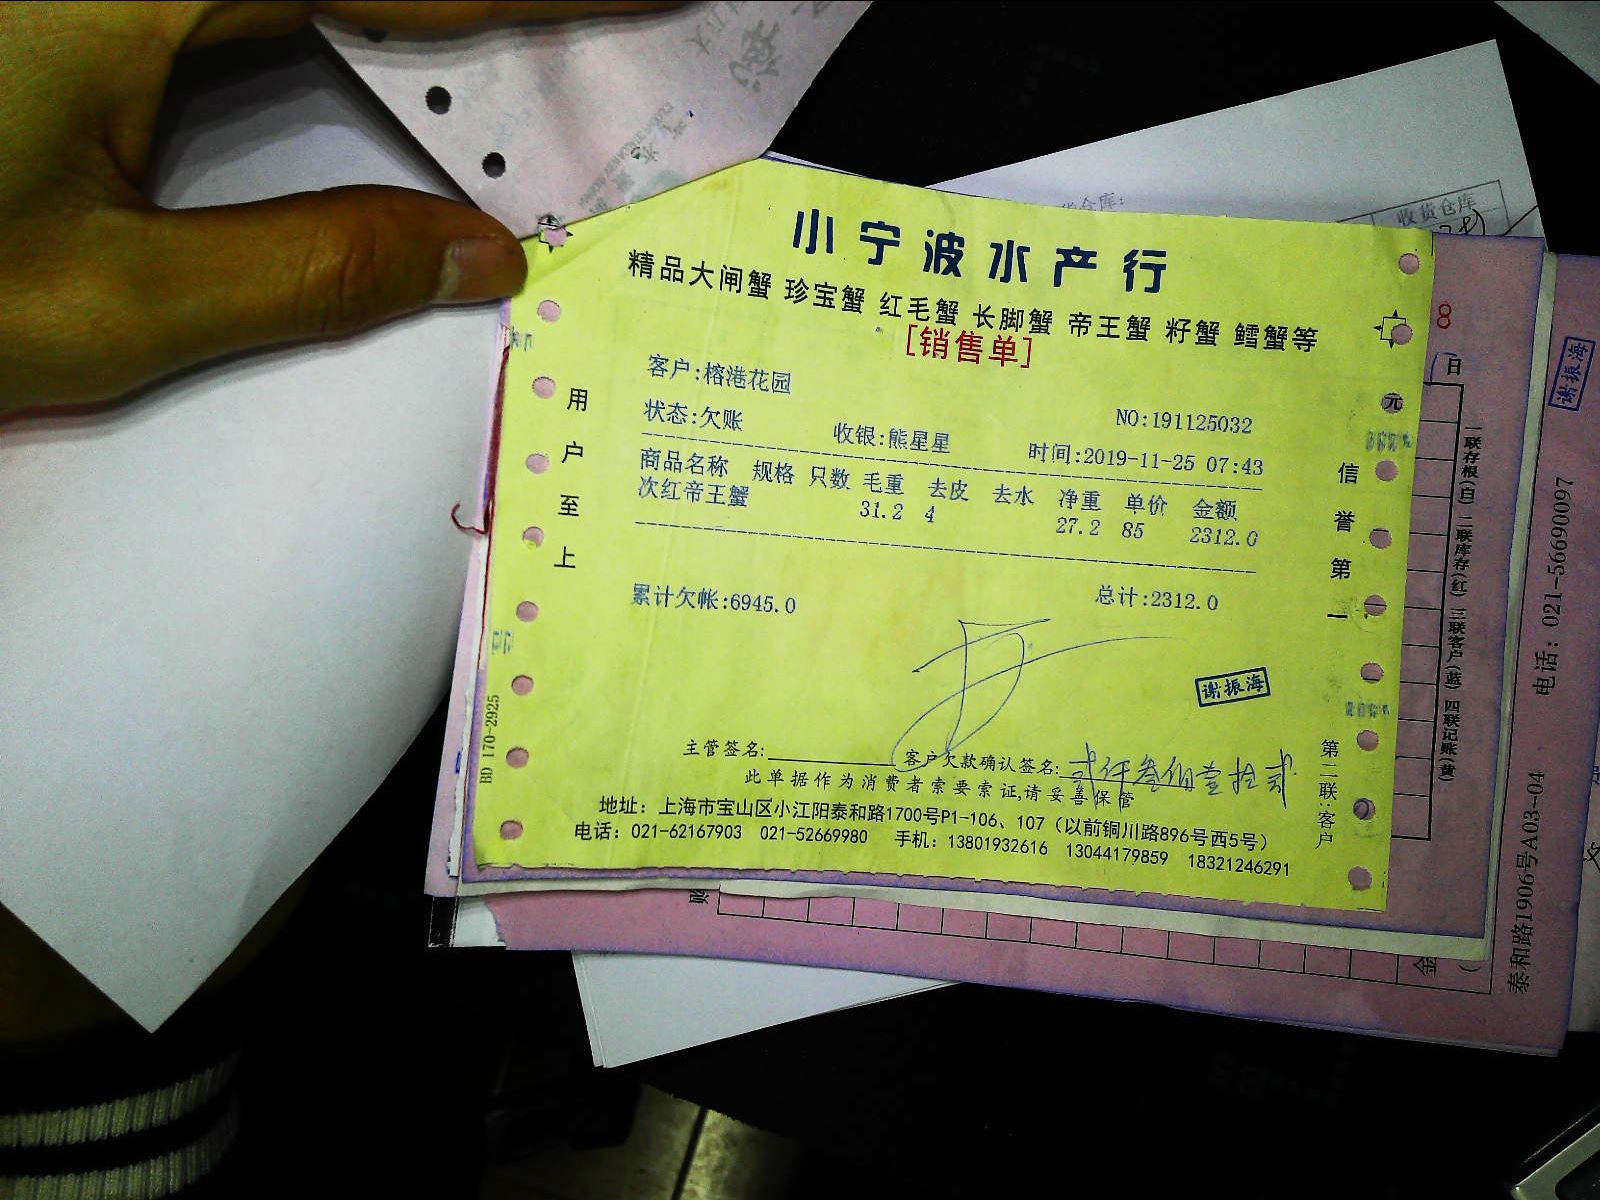 小宁波水产行
精品大闸蟹 珍宝蟹 红毛蟹 长脚蟹 帝王蟹 籽蟹 鳕蟹等
[销售单]
客户:榕港花园
NO:191125032
状态:欠账 收银:熊星星 时间:2019-11-25 07:43
商品名称 规格 只数 毛重 去皮 去水 净重 单价 金额
次红帝王蟹 31.2 4 27.2 85 2312.0
累计欠帐:6945.0 总计:2312.0
谢振海
主管签名: 客户欠款确认签名: 贰仟叁佰壹拾贰
此单据作为消费者索要索证,请妥善保管
地址：上海市宝山区小江阳泰和路1700号P1-106、107（以前铜川路896号西5号）
电话：021-62167903 021-52669980 手机：13801932616 13044179859 18321246291
用户至上
信誉第一
第二联:客户
BD 170-2925
收货仓库
8
日
元
一联存根(白) 二联库存(红) 三联客户(蓝) 四联记账(黄)
谢振海
泰和路1906号A03-04 电话：021-56690097
金